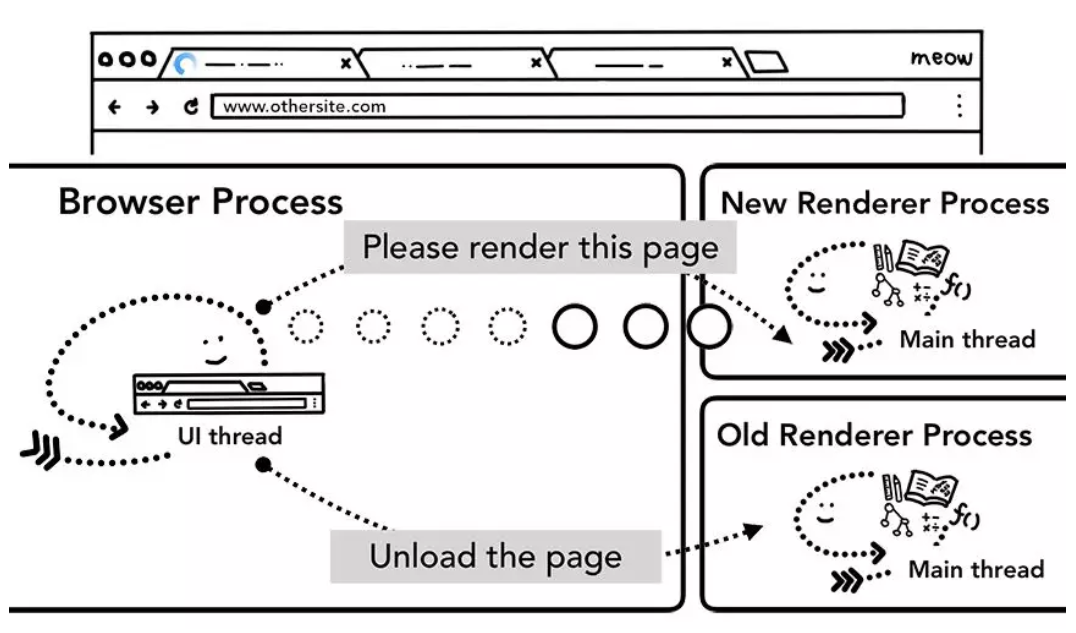 meow
www.othersite.com
Browser Process
New Renderer Process
Please render this page
f()
Main thread
UI thread
Old Renderer Process
f()
Unload the page
Main thread